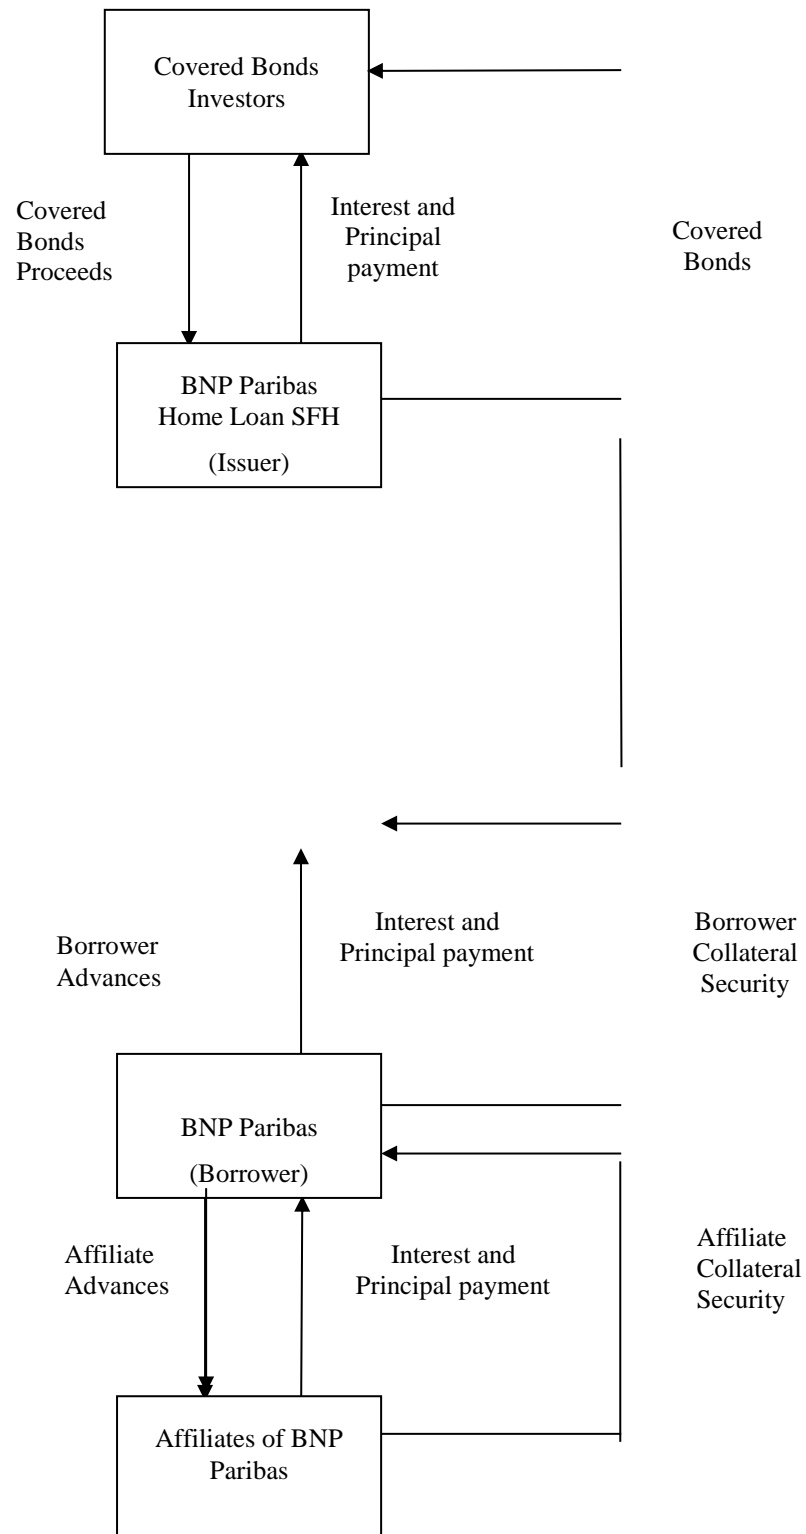 Covered Bonds
Investors
Covered
Bonds
Proceeds
Interest and
Principal
payment
Covered
Bonds
BNP Paribas
Home Loan SFH
(Issuer)
Borrower
Advances
Interest and
Principal payment
Borrower
Collateral
Security
BNP Paribas
(Borrower)
Affiliate
Advances
Interest and
Principal payment
Affiliate
Collateral
Security
Affiliates of BNP
Paribas